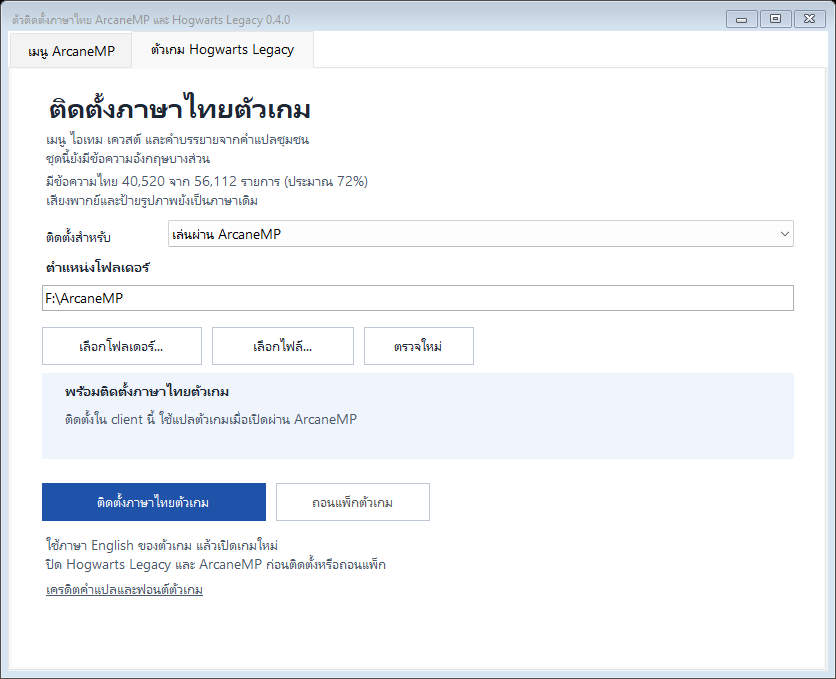 ตัวติดตั้งภาษาไทย ArcaneMP และ Hogwarts Legacy 0.4.0
เมนู ArcaneMP
ตัวเกม Hogwarts Legacy
ติดตั้งภาษาไทยตัวเกม
เมนู ไอเทม เควสต์ และคำบรรยายจากคำแปลชุมชน
ชุดนี้ยังมีข้อความอังกฤษบางส่วน
มีข้อความไทย 40,520 จาก 56,112 รายการ (ประมาณ 72%)
เสียงพากย์และป้ายรูปภาพยังเป็นภาษาเดิม
ติดตั้งสำหรับ
เล่นผ่าน ArcaneMP
ตำแหน่งโฟลเดอร์
F:\ArcaneMP
เลือกโฟลเดอร์...
เลือกไฟล์...
ตรวจใหม่
พร้อมติดตั้งภาษาไทยตัวเกม
ติดตั้งใน client นี้ ใช้แปลตัวเกมเมื่อเปิดผ่าน ArcaneMP
ติดตั้งภาษาไทยตัวเกม
ถอนแพ็กตัวเกม
ใช้ภาษา English ของตัวเกม แล้วเปิดเกมใหม่
ปิด Hogwarts Legacy และ ArcaneMP ก่อนติดตั้งหรือถอนแพ็ก
เครดิตคำแปลและฟอนต์ตัวเกม